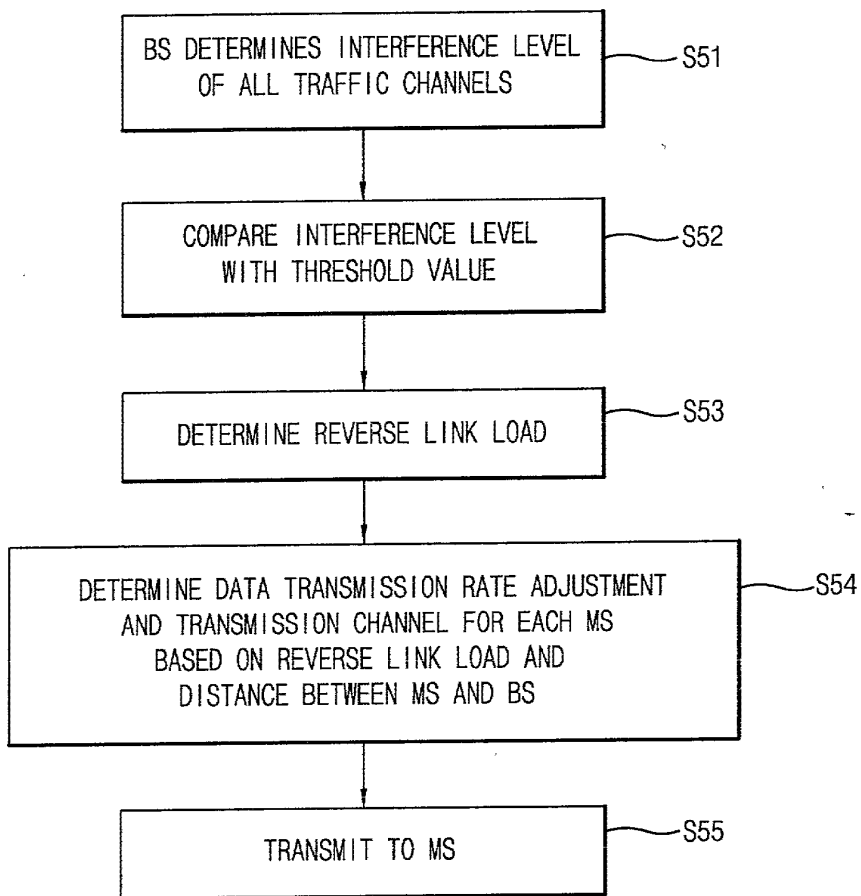 BS DETERMINES INTERFERENCE LEVEL
OF ALL TRAFFIC CHANNELS
S51
COMPARE INTERFERENCE LEVEL
WITH THRESHOLD VALUE
S52
DETERMINE REVERSE LINK LOAD
S53
DETERMINE DATA TRANSMISSION RATE ADJUSTMENT
AND TRANSMISSION CHANNEL FOR EACH MS
BASED ON REVERSE LINK LOAD AND
DISTANCE BETWEEN MS AND BS
S54
TRANSMIT TO MS
S55